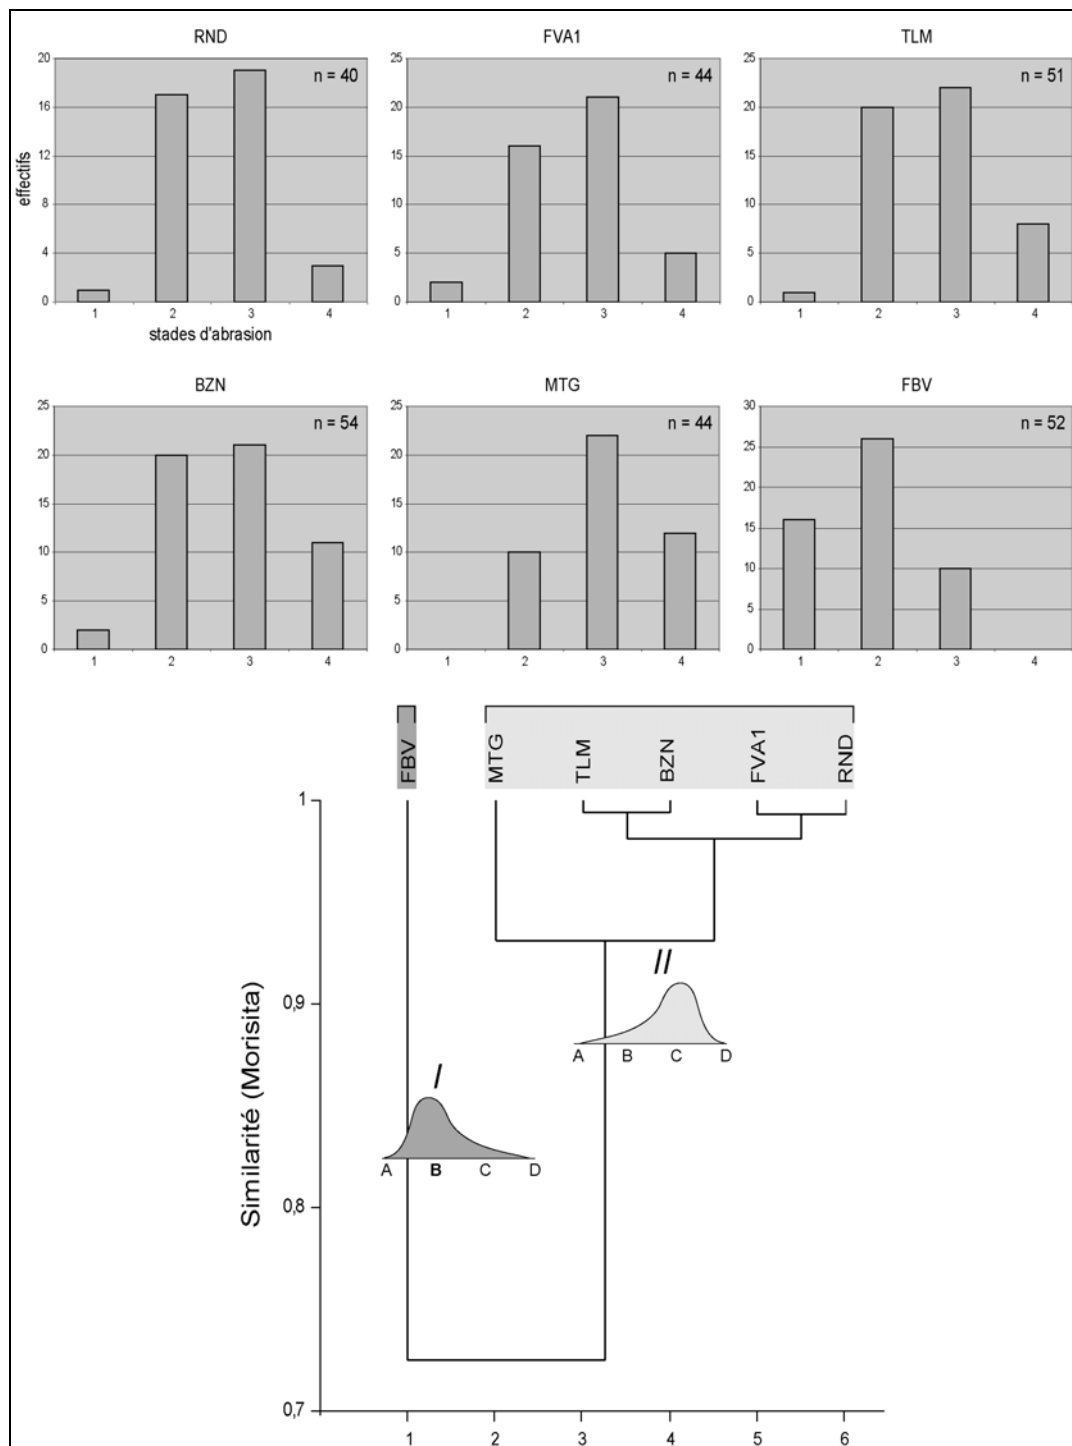 RND
FVA1
TLM
20
16
12
8
4
0
effectifs
n = 40
1 2 3 4
stades d'abrasion
25
20
15
10
5
0
n = 44
1 2 3 4
25
20
15
10
5
0
n = 51
1 2 3 4
BZN
MTG
FBV
25
20
15
10
5
0
n = 54
1 2 3 4
25
20
15
10
5
0
n = 44
1 2 3 4
30
25
20
15
10
5
0
n = 52
1 2 3 4
FBV
MTG
TLM
BZN
FVA1
RND
1
0,9
0,8
0,7
Similarité (Morisita)
II
A B C D
I
A B C D
1 2 3 4 5 6